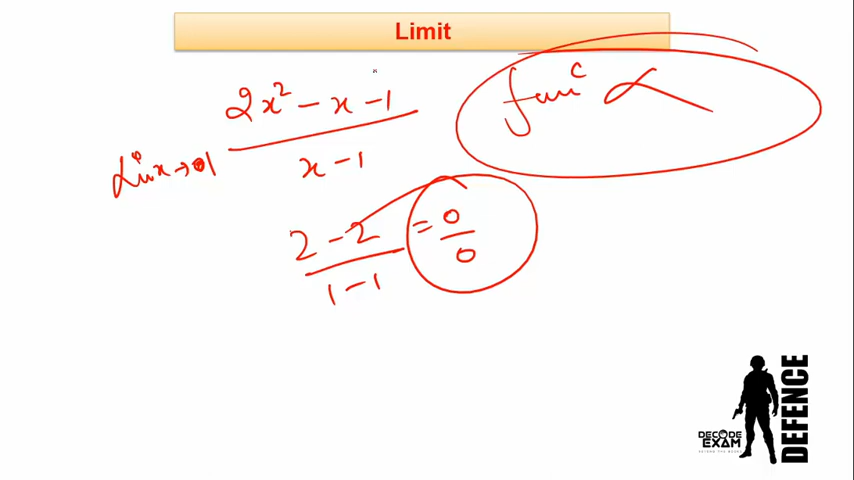 Limit
2x² - x - 1
x - 1
Lim x→1
func
2 - 2
1 - 1
= 0
0
DECODE
EXAM
DEFENCE